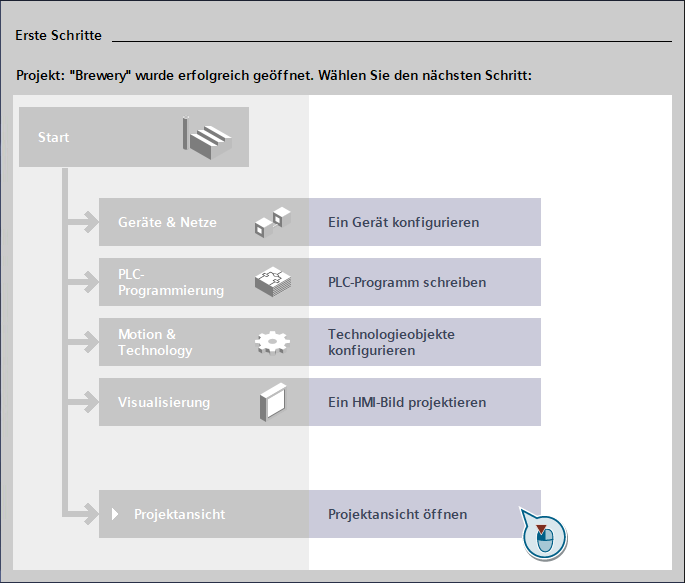 Erste Schritte
Projekt: "Brewery" wurde erfolgreich geöffnet. Wählen Sie den nächsten Schritt:
Start
Geräte & Netze
Ein Gerät konfigurieren
PLC-
Programmierung
PLC-Programm schreiben
Motion &
Technology
Technologieobjekte
konfigurieren
Visualisierung
Ein HMI-Bild projektieren
Projektansicht
Projektansicht öffnen